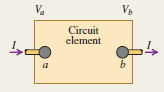 Va Vb
Circuit
element
I I
a b